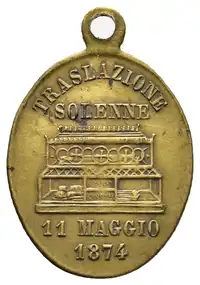 TRASLAZIONE
SOLENNE
11 MAGGIO
1874